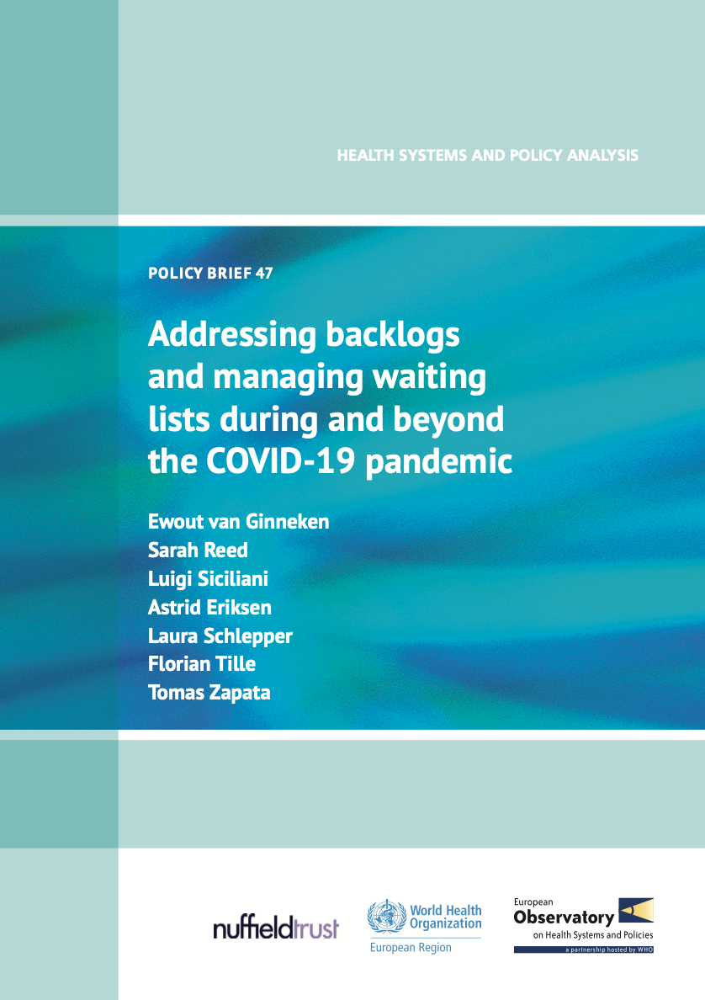 HEALTH SYSTEMS AND POLICY ANALYSIS
POLICY BRIEF 47
Addressing backlogs
and managing waiting
lists during and beyond
the COVID-19 pandemic
Ewout van Ginneken
Sarah Reed
Luigi Siciliani
Astrid Eriksen
Laura Schlepper
Florian Tille
Tomas Zapata
nuffieldtrust
World Health
Organization
European Region
European
Observatory
on Health Systems and Policies
a partnership hosted by WHO